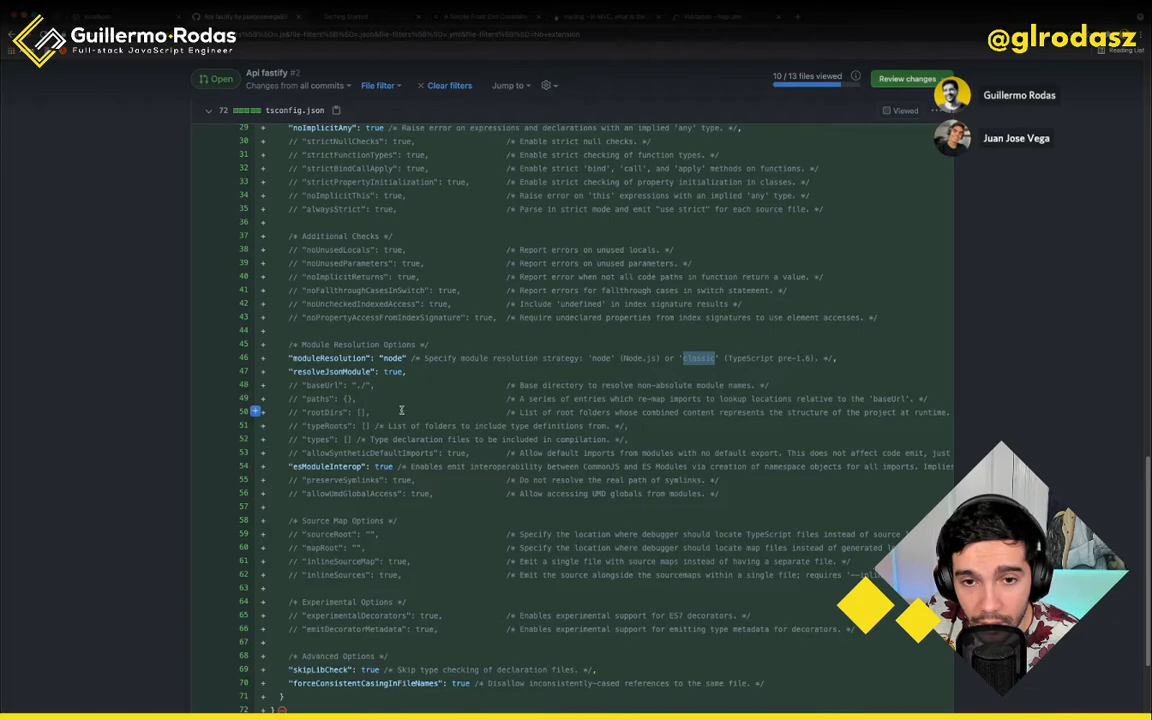 Guillermo Rodas
Full-stack JavaScript Engineer
@glrodasz
Reading List
Open
Api fastify #2
Changes from all commits
File filter
Clear filters
Jump to
10 / 13 files viewed
Review changes
Guillermo Rodas
Juan Jose Vega
72 tsconfig.json
Viewed
29 + "noImplicitAny": true /* Raise error on expressions and declarations with an implied 'any' type. */,
30 + // "strictNullChecks": true, /* Enable strict null checks. */
31 + // "strictFunctionTypes": true, /* Enable strict checking of function types. */
32 + // "strictBindCallApply": true, /* Enable strict 'bind', 'call', and 'apply' methods on functions. */
33 + // "strictPropertyInitialization": true, /* Enable strict checking of property initialization in classes. */
34 + // "noImplicitThis": true, /* Raise error on 'this' expressions with an implied 'any' type. */
35 + // "alwaysStrict": true, /* Parse in strict mode and emit "use strict" for each source file. */
36 +
37 + /* Additional Checks */
38 + // "noUnusedLocals": true, /* Report errors on unused locals. */
39 + // "noUnusedParameters": true, /* Report errors on unused parameters. */
40 + // "noImplicitReturns": true, /* Report error when not all code paths in function return a value. */
41 + // "noFallthroughCasesInSwitch": true, /* Report errors for fallthrough cases in switch statement. */
42 + // "noUncheckedIndexedAccess": true, /* Include 'undefined' in index signature results */
43 + // "noPropertyAccessFromIndexSignature": true, /* Require undeclared properties from index signatures to use element accesses. */
44 +
45 + /* Module Resolution Options */
46 + "moduleResolution": "node" /* Specify module resolution strategy: 'node' (Node.js) or 'classic' (TypeScript pre-1.6). */,
47 + "resolveJsonModule": true,
48 + // "baseUrl": "./", /* Base directory to resolve non-absolute module names. */
49 + // "paths": {}, /* A series of entries which re-map imports to lookup locations relative to the 'baseUrl'. */
50 + // "rootDirs": [], /* List of root folders whose combined content represents the structure of the project at runtime.
51 + // "typeRoots": [] /* List of folders to include type definitions from. */,
52 + // "types": [] /* Type declaration files to be included in compilation. */,
53 + // "allowSyntheticDefaultImports": true, /* Allow default imports from modules with no default export. This does not affect code emit, just
54 + "esModuleInterop": true /* Enables emit interoperability between CommonJS and ES Modules via creation of namespace objects for all imports. Implies
55 + // "preserveSymlinks": true, /* Do not resolve the real path of symlinks. */
56 + // "allowUmdGlobalAccess": true, /* Allow accessing UMD globals from modules. */
57 +
58 + /* Source Map Options */
59 + // "sourceRoot": "", /* Specify the location where debugger should locate TypeScript files instead of source
60 + // "mapRoot": "", /* Specify the location where debugger should locate map files instead of generated
61 + // "inlineSourceMap": true, /* Emit a single file with source maps instead of having a separate file. */
62 + // "inlineSources": true, /* Emit the source alongside the sourcemaps within a single file; requires '--inlin
63 +
64 + /* Experimental Options */
65 + // "experimentalDecorators": true, /* Enables experimental support for ES7 decorators. */
66 + // "emitDecoratorMetadata": true, /* Enables experimental support for emitting type metadata for decorators. */
67 +
68 + /* Advanced Options */
69 + "skipLibCheck": true /* Skip type checking of declaration files. */,
70 + "forceConsistentCasingInFileNames": true /* Disallow inconsistently-cased references to the same file. */
71 + }
72 + }